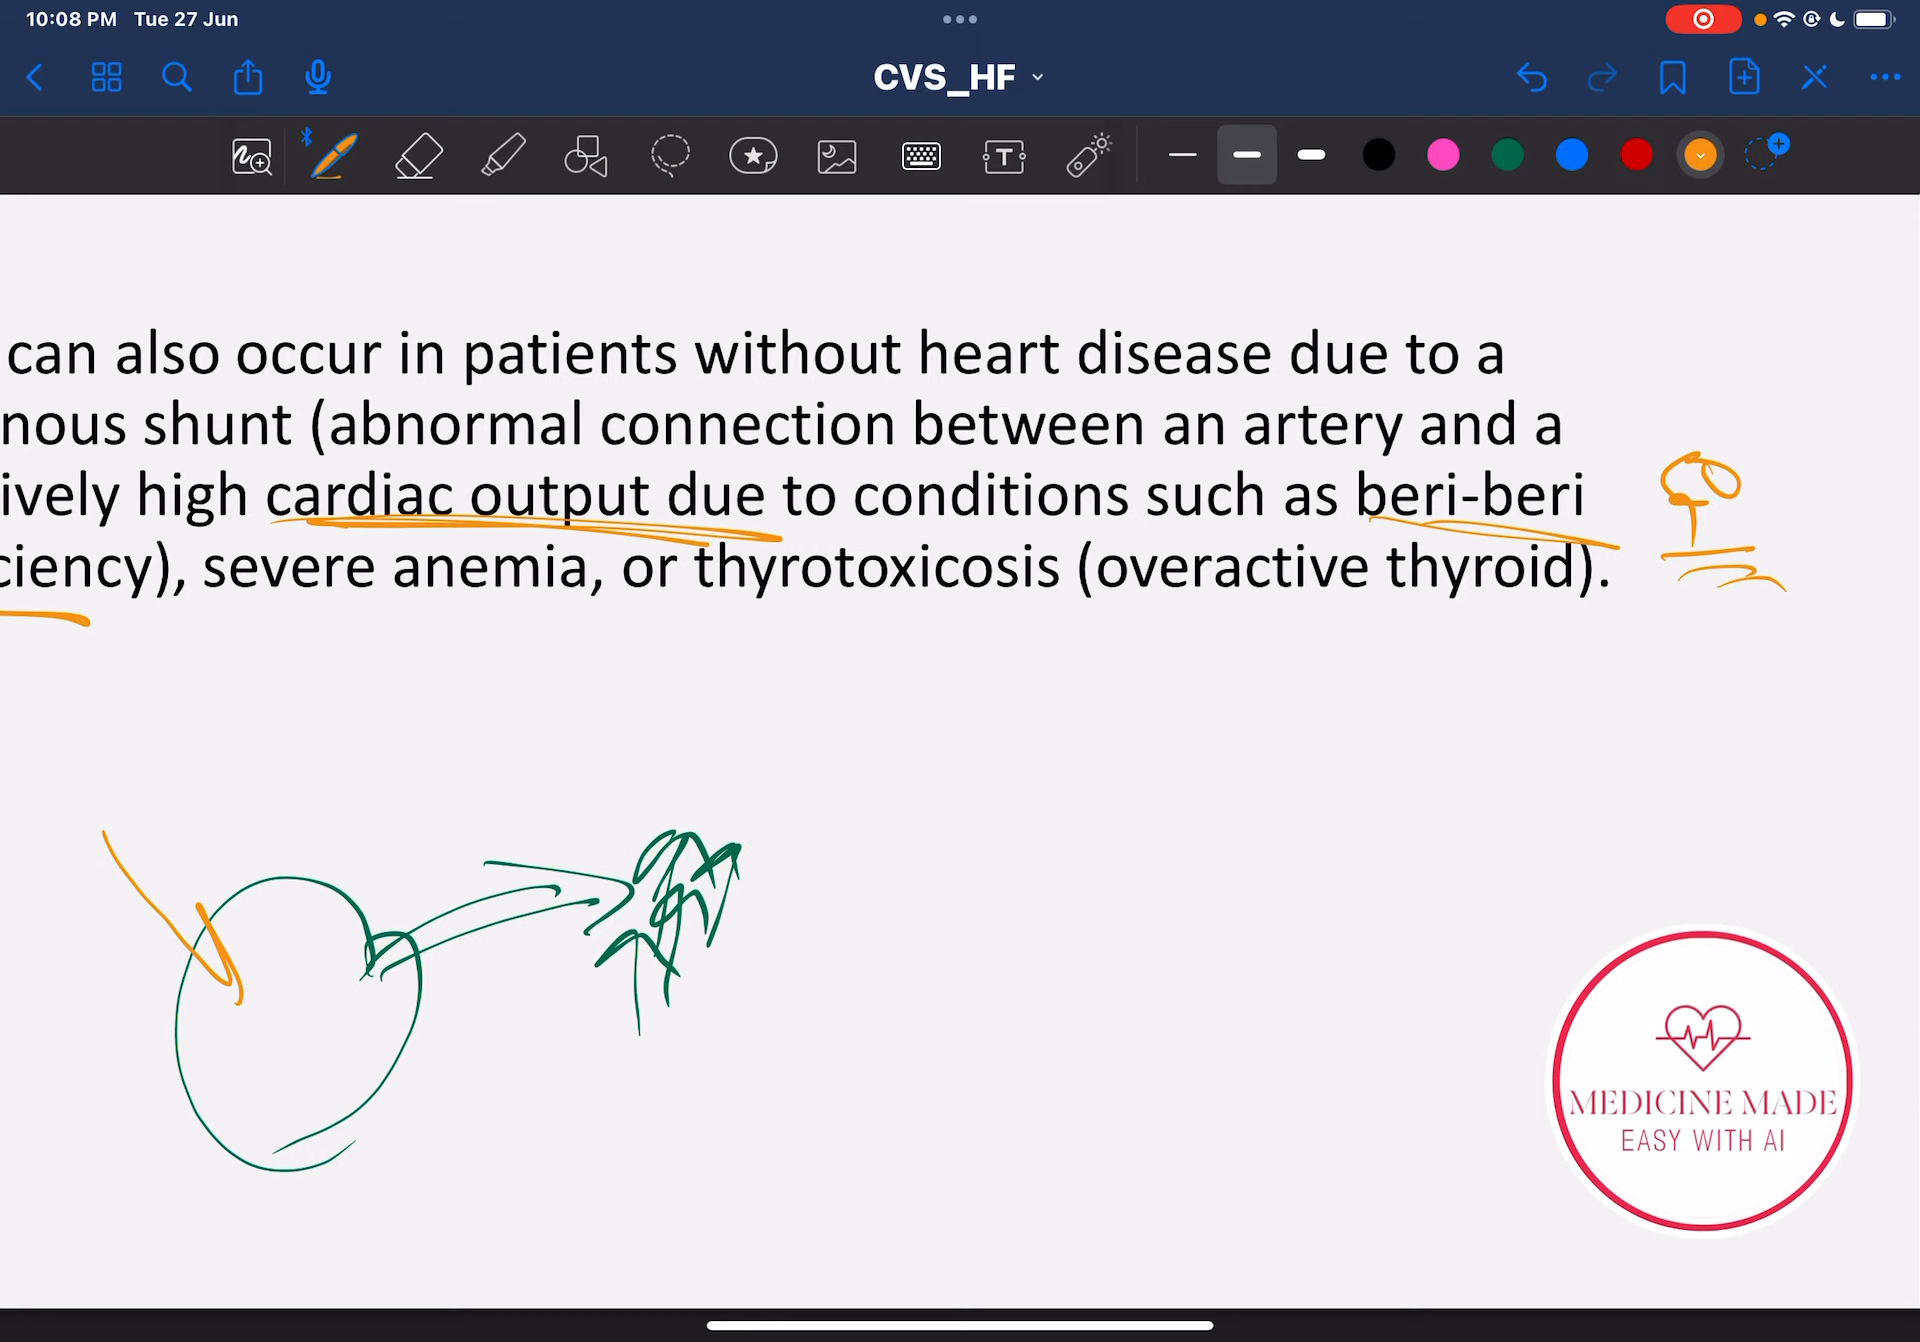 10:08 PM Tue 27 Jun
CVS_HF
can also occur in patients without heart disease due to a
nous shunt (abnormal connection between an artery and a
ively high cardiac output due to conditions such as beri-beri
ciency), severe anemia, or thyrotoxicosis (overactive thyroid).
MEDICINE MADE
EASY WITH AI